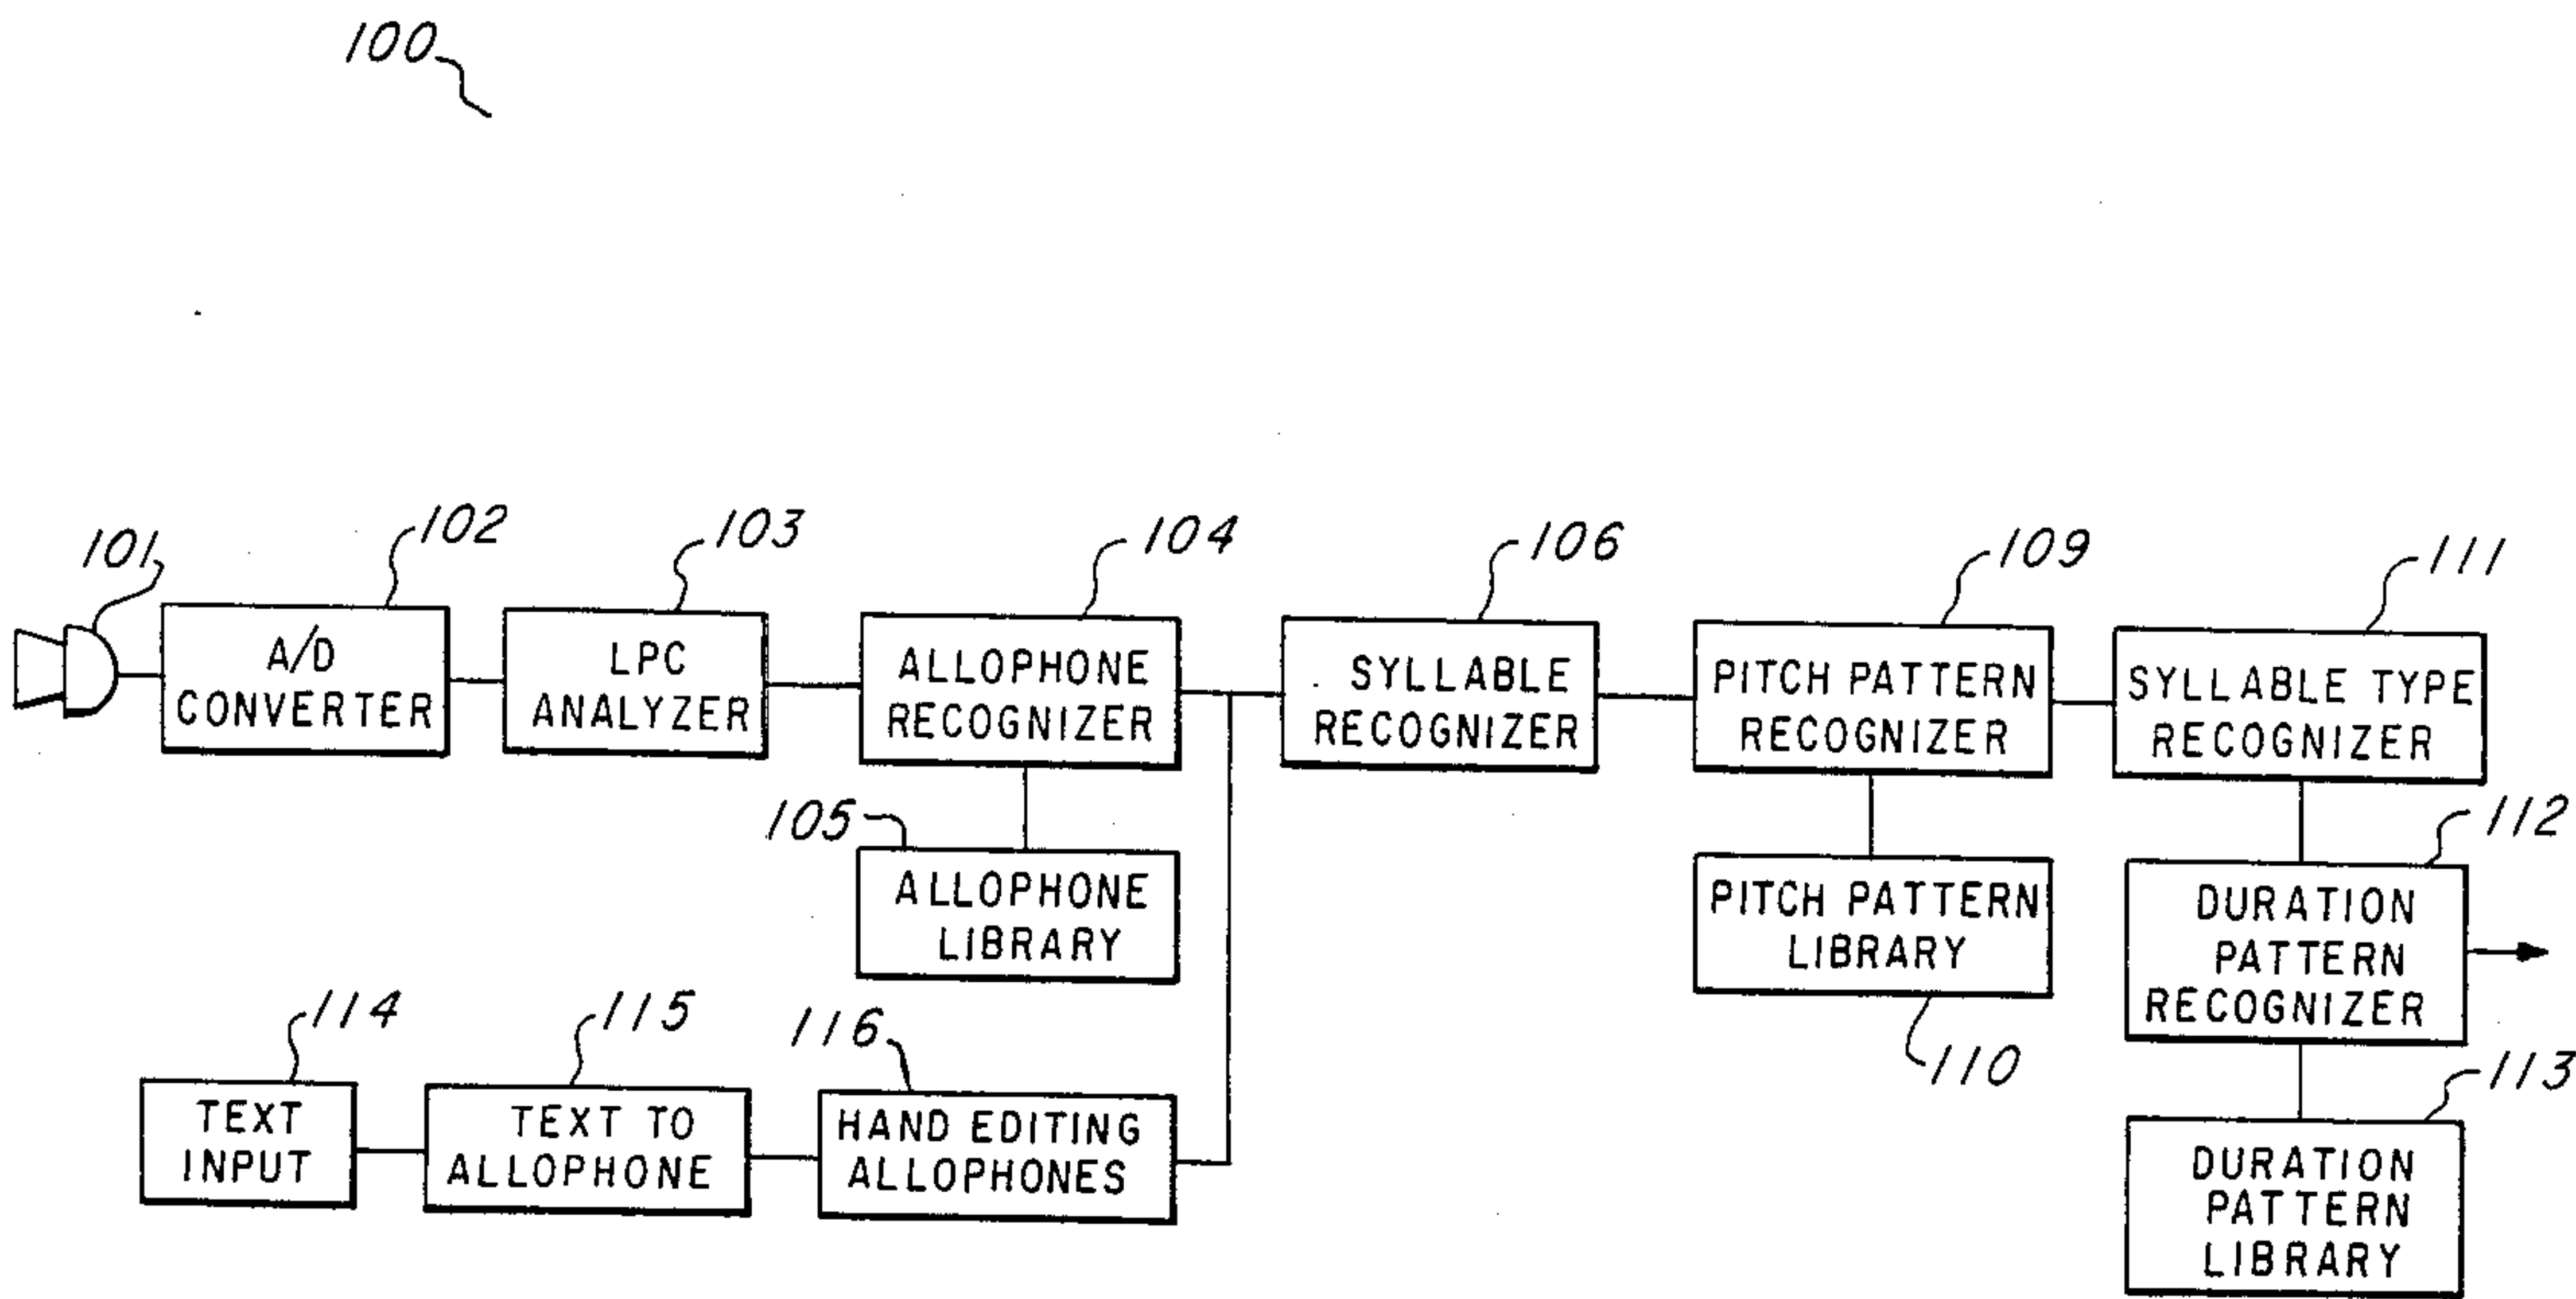 100
101
102
103
104
106
109
111
A/D
CONVERTER
LPC
ANALYZER
ALLOPHONE
RECOGNIZER
SYLLABLE
RECOGNIZER
PITCH PATTERN
RECOGNIZER
SYLLABLE TYPE
RECOGNIZER
105
ALLOPHONE
LIBRARY
PITCH PATTERN
LIBRARY
110
112
DURATION
PATTERN
RECOGNIZER
114
115
116
113
TEXT
INPUT
TEXT TO
ALLOPHONE
HAND EDITING
ALLOPHONES
DURATION
PATTERN
LIBRARY